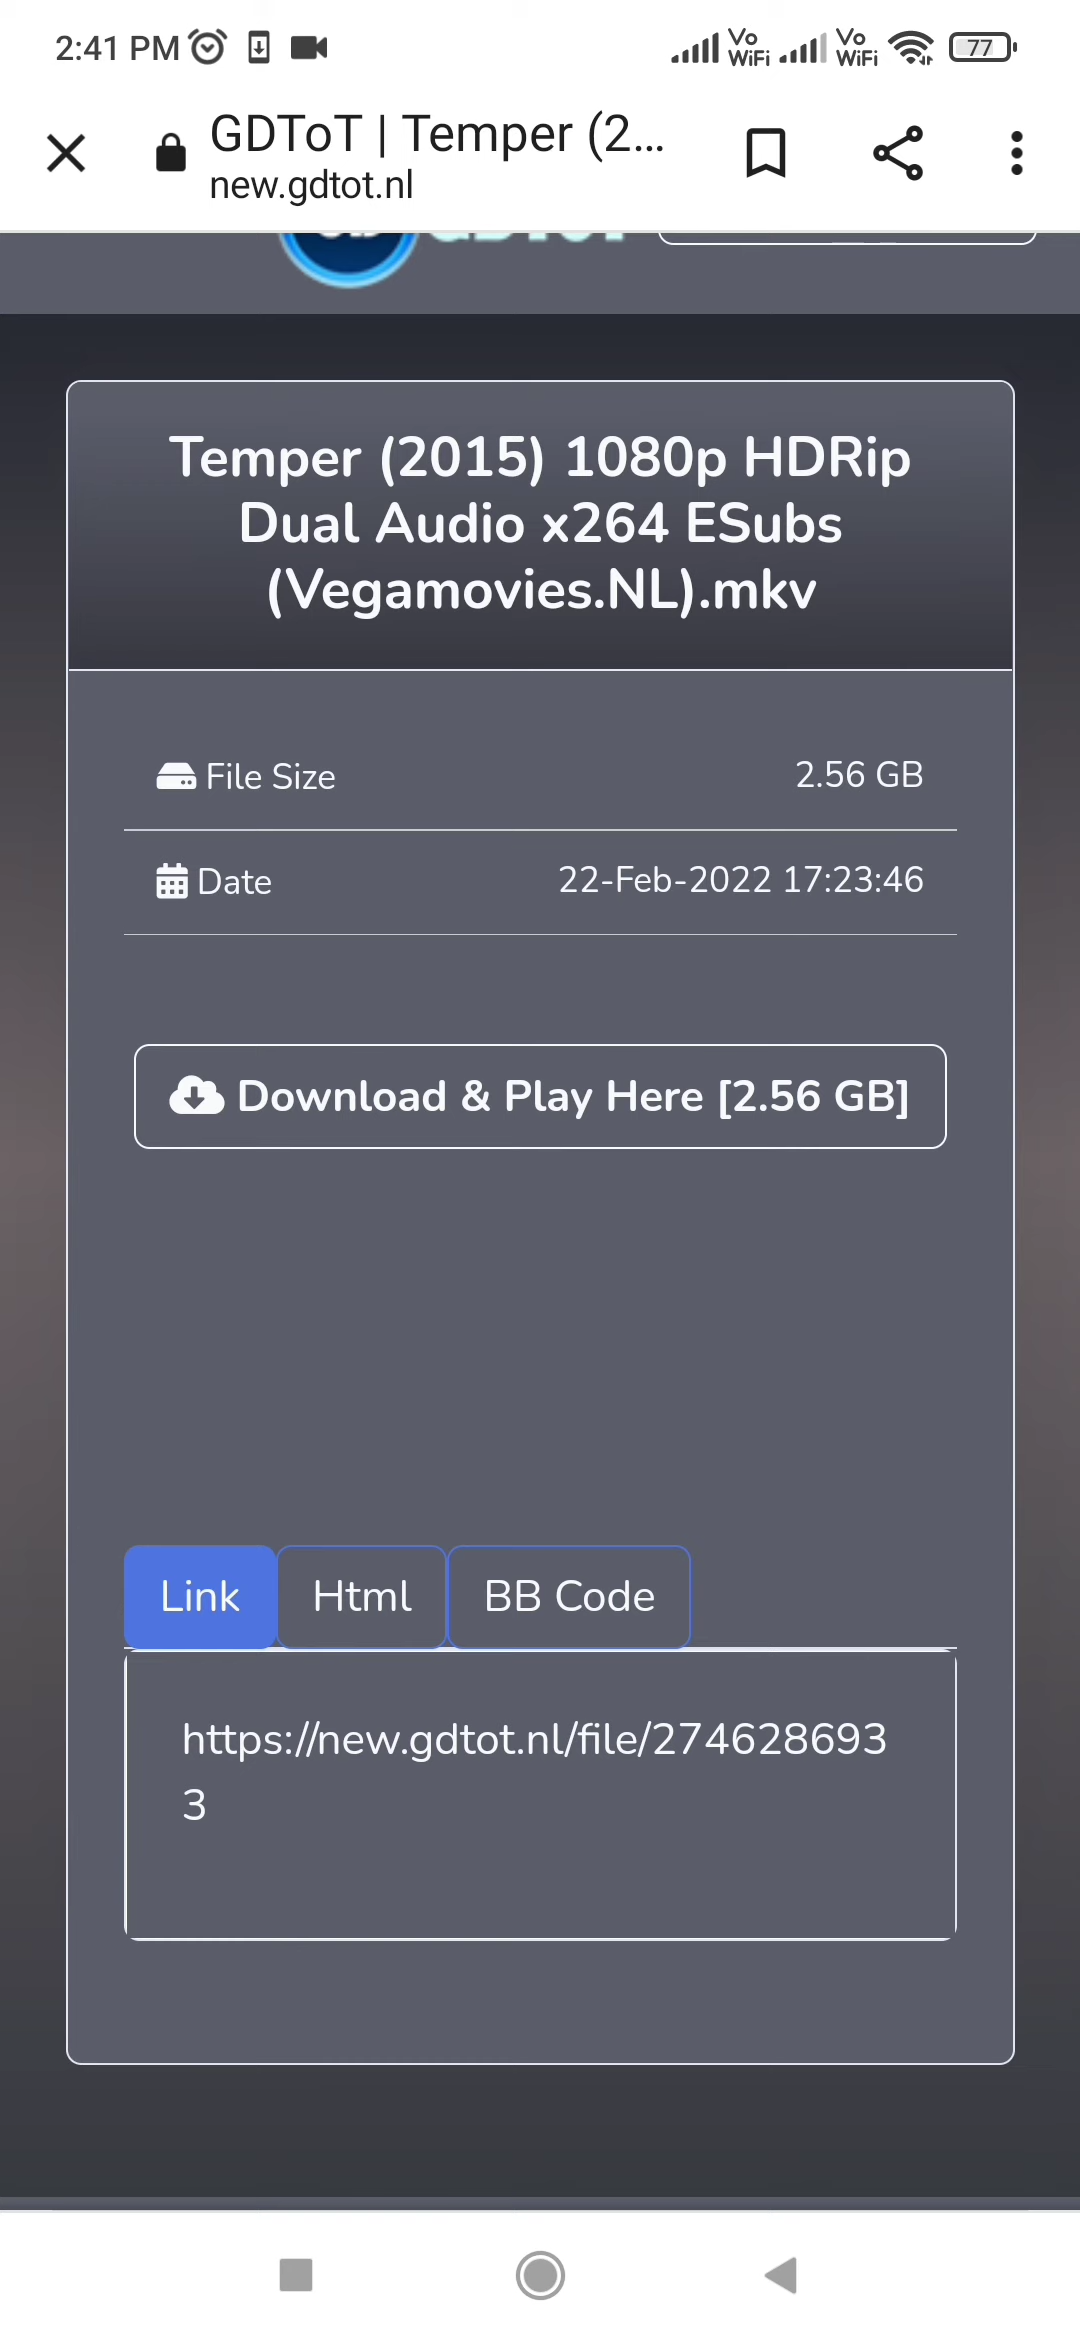 2:41 PM
Vo WiFi Vo WiFi 77
GDToT | Temper (2...
new.gdtot.nl
Temper (2015) 1080p HDRip
Dual Audio x264 ESubs
(Vegamovies.NL).mkv
File Size 2.56 GB
Date 22-Feb-2022 17:23:46
Download & Play Here [2.56 GB]
Link Html BB Code
https://new.gdtot.nl/file/274628693
3